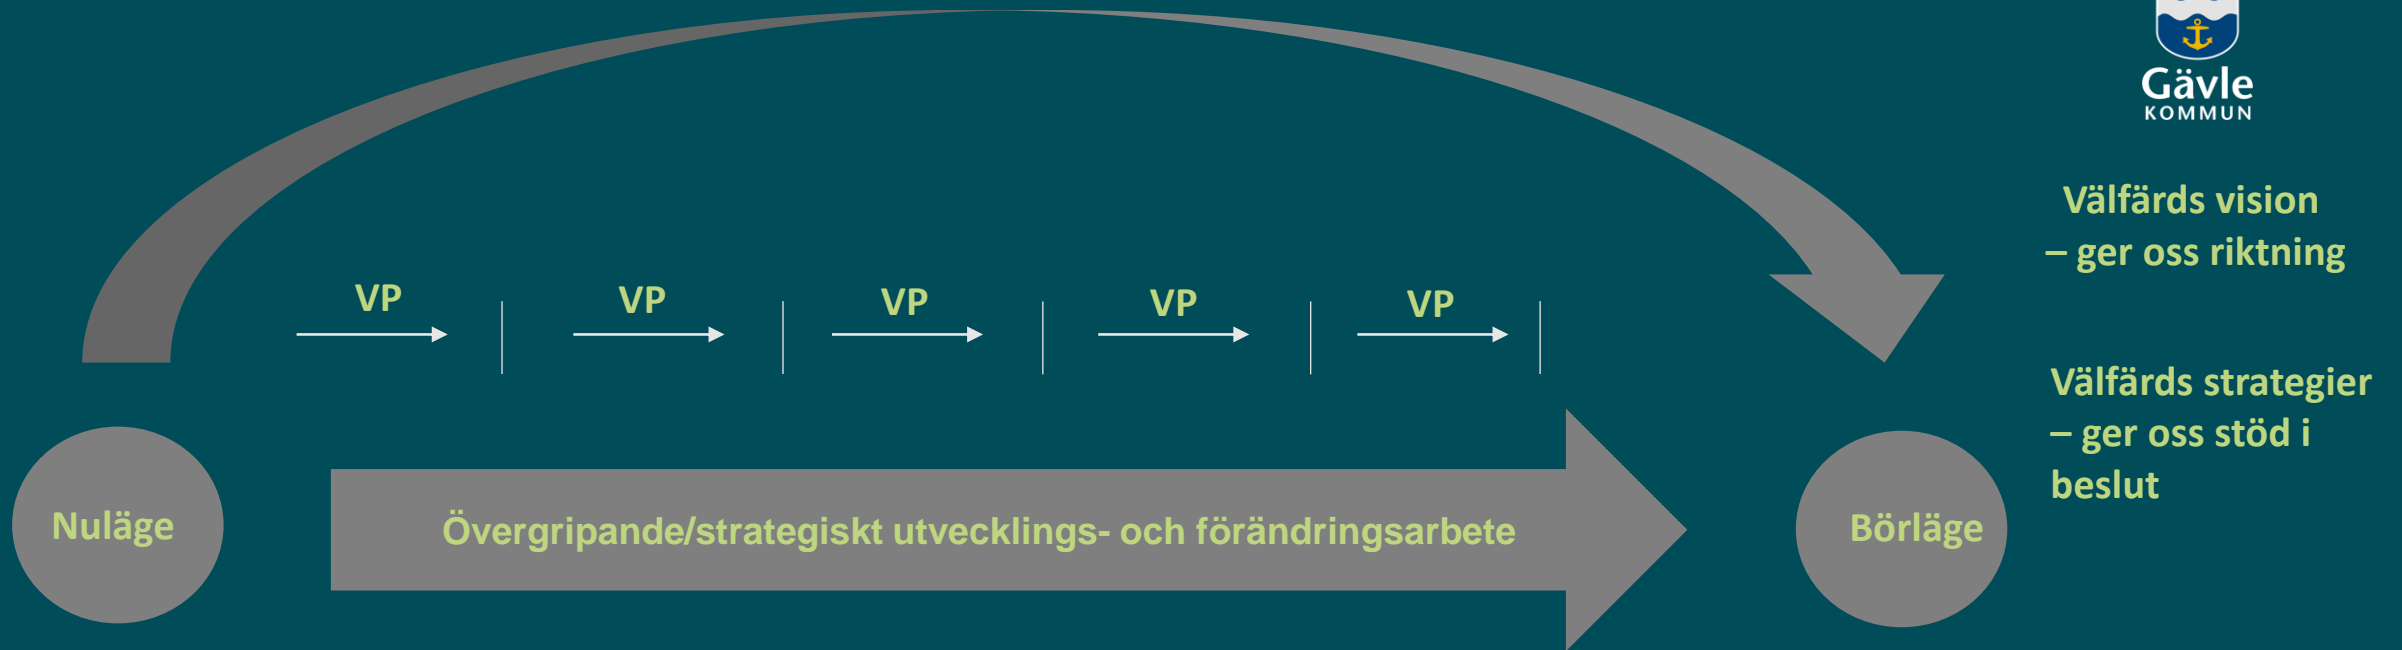 Gävle
KOMMUN
Välfärds vision
– ger oss riktning
VP
VP
VP
VP
VP
Välfärds strategier
– ger oss stöd i
beslut
Nuläge
Övergripande/strategiskt utvecklings- och förändringsarbete
Börläge